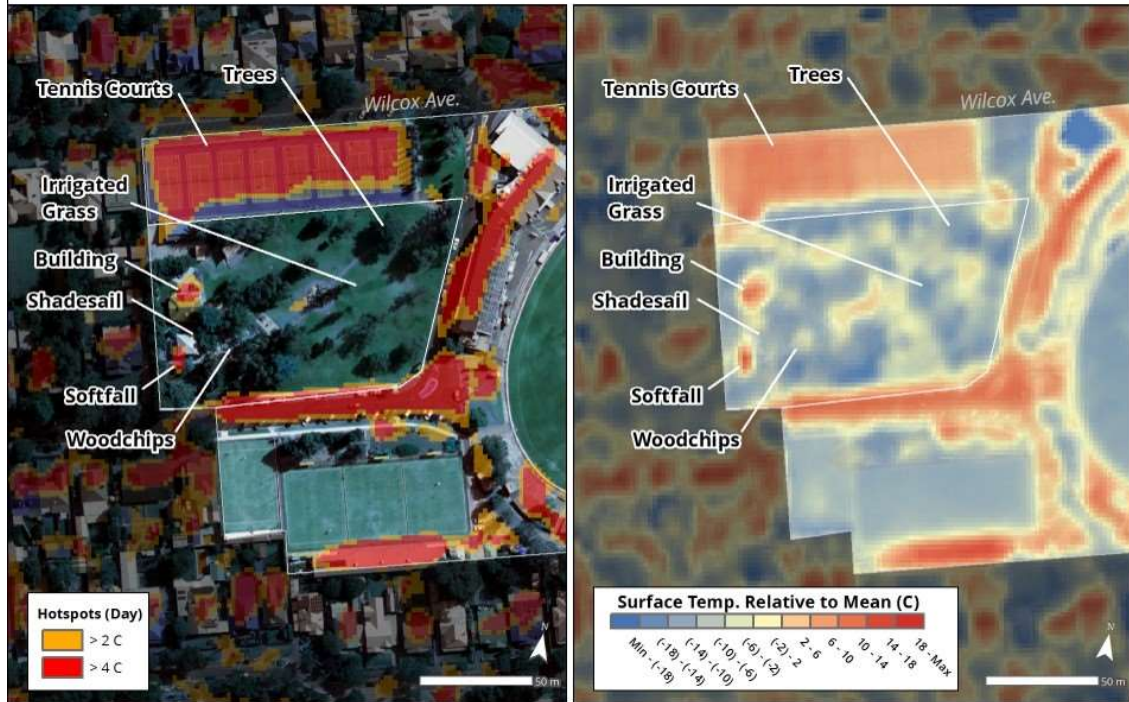 Trees
Tennis Courts
Wilcox Ave.
Irrigated
Grass
Building
Shadesail
Softfall
Woodchips
Hotspots (Day)
> 2 C
> 4 C
N
50 m
Trees
Tennis Courts
Wilcox Ave.
Irrigated
Grass
Building
Shadesail
Softfall
Woodchips
Surface Temp. Relative to Mean (C)
Min - (-18)
(-18) - (-14)
(-14) - (-10)
(-10) - (-6)
(-6) - (-2)
(-2) - 2
2 - 6
6 - 10
10 - 14
14 - 18
18 - Max
N
50 m